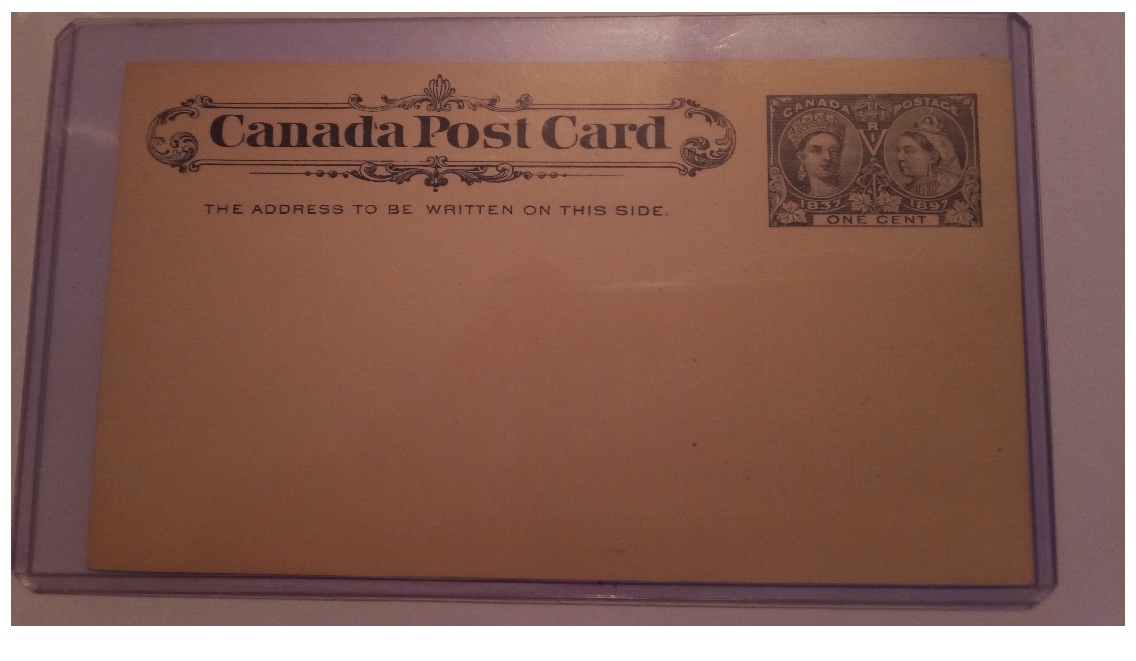 Canada Post Card
THE ADDRESS TO BE WRITTEN ON THIS SIDE.
CANADA POSTAGE
V R
1837 1897
ONE CENT